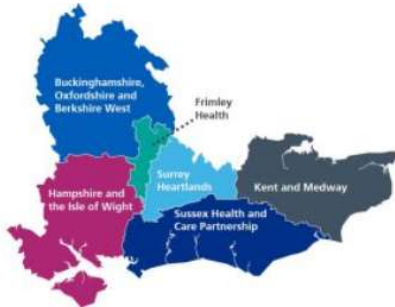 Buckinghamshire,
Oxfordshire and
Berkshire West
Frimley
Health
Hampshire and
the Isle of Wight
Surrey
Heartlands
Kent and Medway
Sussex Health and
Care Partnership